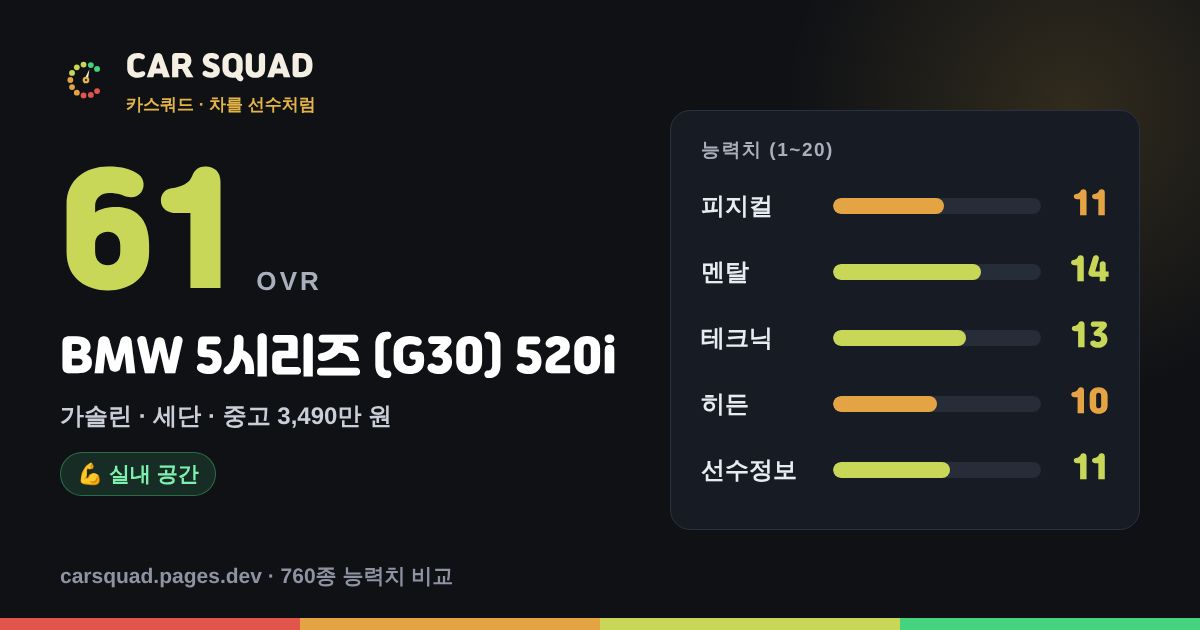 CAR SQUAD
카스쿼드 · 차를 선수처럼
61 OVR
BMW 5시리즈 (G30) 520i
가솔린 · 세단 · 중고 3,490만 원
💪 실내 공간
carsquad.pages.dev · 760종 능력치 비교
능력치 (1~20)
피지컬 11
멘탈 14
테크닉 13
히든 10
선수정보 11